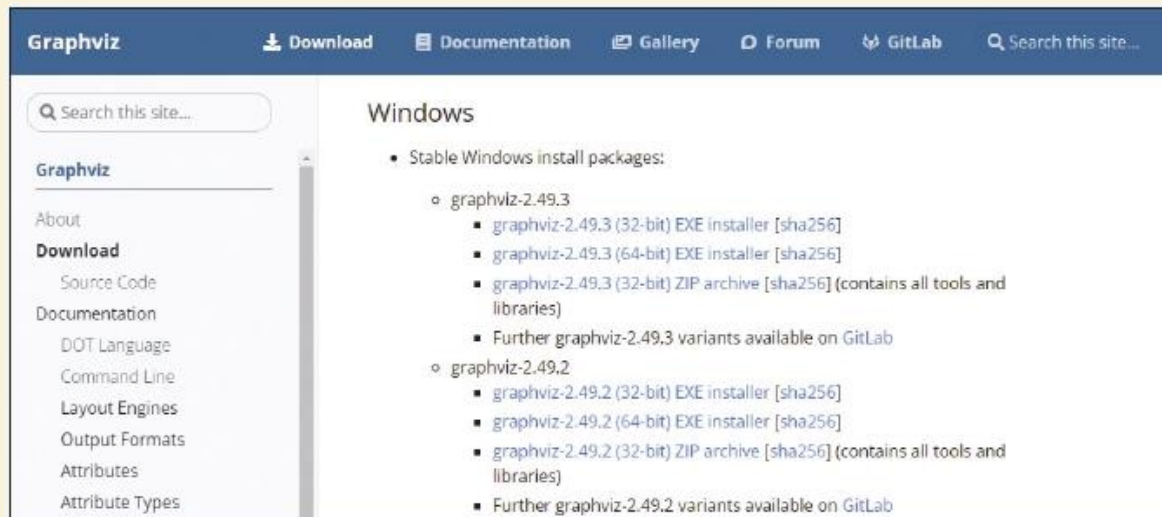 Graphviz Download Documentation Gallery Forum GitLab Search this site...
Search this site...
Graphviz
About
Download
Source Code
Documentation
DOT Language
Command Line
Layout Engines
Output Formats
Attributes
Attribute Types
Windows
• Stable Windows install packages:
◦ graphviz-2.49.3
▪ graphviz-2.49.3 (32-bit) EXE installer [sha256]
▪ graphviz-2.49.3 (64-bit) EXE installer [sha256]
▪ graphviz-2.49.3 (32-bit) ZIP archive [sha256] (contains all tools and
libraries)
▪ Further graphviz-2.49.3 variants available on GitLab
◦ graphviz-2.49.2
▪ graphviz-2.49.2 (32-bit) EXE installer [sha256]
▪ graphviz-2.49.2 (64-bit) EXE installer [sha256]
▪ graphviz-2.49.2 (32-bit) ZIP archive [sha256] (contains all tools and
libraries)
▪ Further graphviz-2.49.2 variants available on GitLab